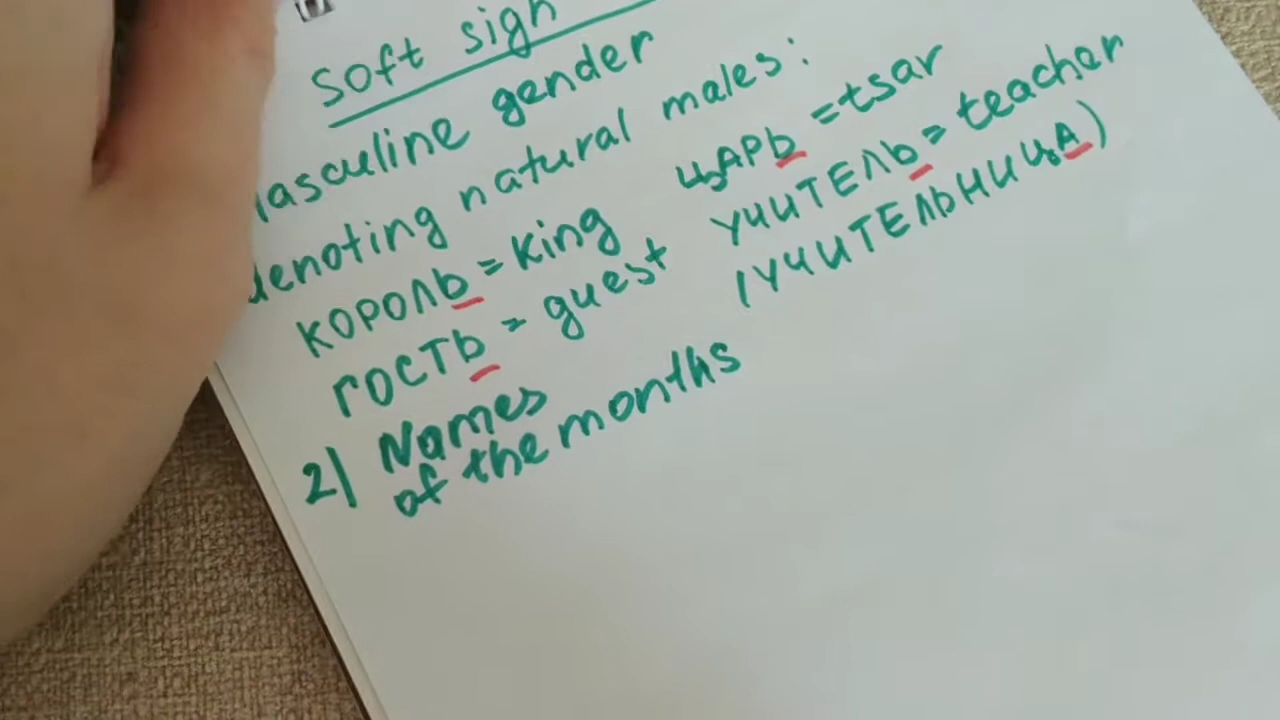 soft sign
asculine gender
denoting natural males:
КОРОЛЬ = King
ГОСТЬ = guest
ЦАРЬ = tsar
УЧИТЕЛЬ = teacher
(УЧИТЕЛЬНИЦА)
2) Names
of the months